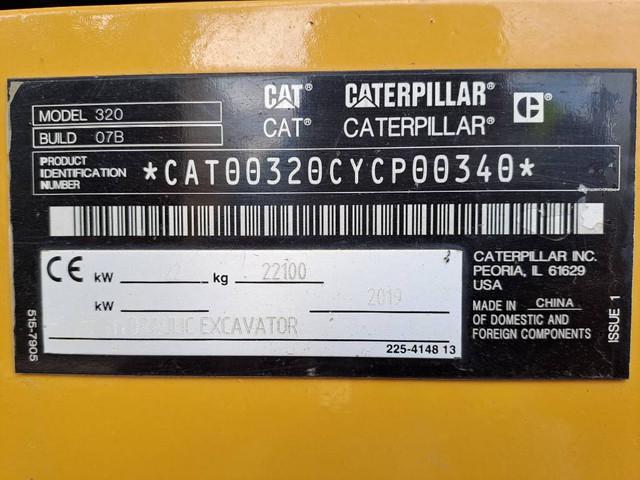 MODEL 320
BUILD 07B
CAT® CATERPILLAR® C
CAT® CATERPILLAR®
PRODUCT IDENTIFICATION NUMBER *CAT00320CYCP00340*
CE kW kg 22100
kW 2019
EXCAVATOR
225-4148 13
515-7905
CATERPILLAR INC.
PEORIA, IL 61629
USA
MADE IN CHINA
OF DOMESTIC AND
FOREIGN COMPONENTS
ISSUE 1